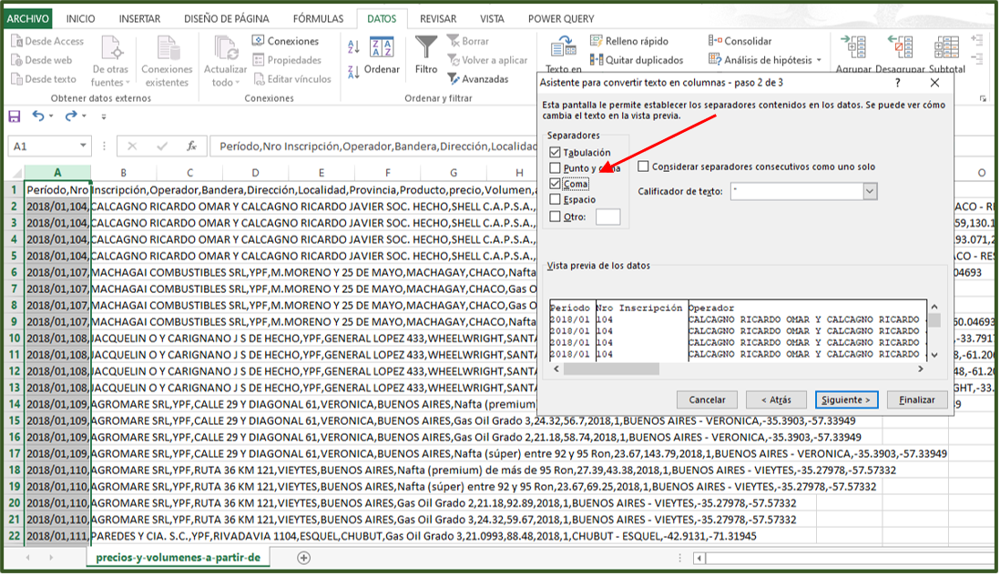 ARCHIVO INICIO INSERTAR DISEÑO DE PÁGINA FÓRMULAS DATOS REVISAR VISTA POWER QUERY
Desde Access
Desde web
Desde texto
De otras fuentes
Conexiones existentes
Obtener datos externos
Actualizar todo
Conexiones
Propiedades
Editar vínculos
Conexiones
Ordenar
Filtro
Borrar
Volver a aplicar
Avanzadas
Ordenar y filtrar
Texto en
Relleno rápido
Quitar duplicados
Consolidar
Análisis de hipótesis
Agrupar Desagrupar Subtotal
A1
fx
Período,Nro Inscripción,Operador,Bandera,Dirección,Localidad
Asistente para convertir texto en columnas - paso 2 de 3
? ×
Esta pantalla le permite establecer los separadores contenidos en los datos. Se puede ver cómo
cambia el texto en la vista previa.
Separadores
Tabulación
Punto y
Coma
Espacio
Otro:
Considerar separadores consecutivos como uno solo
Calificador de texto: "
Vista previa de los datos
Período Nro Inscripción Operador
2018/01 104 CALCAGNO RICARDO OMAR Y CALCAGNO RICARDO
2018/01 104 CALCAGNO RICARDO OMAR Y CALCAGNO RICARDO
2018/01 104 CALCAGNO RICARDO OMAR Y CALCAGNO RICARDO
2018/01 104 CALCAGNO RICARDO OMAR Y CALCAGNO RICARDO
Cancelar < Atrás Siguiente > Finalizar
A B C D E F G H O
1 Período,Nro Inscripción,Operador,Bandera,Dirección,Localidad,Provincia,Producto,precio,Volumen,
2 2018/01,104,CALCAGNO RICARDO OMAR Y CALCAGNO RICARDO JAVIER SOC. HECHO,SHELL C.A.P.S.A., ACO - RE
3 2018/01,104,CALCAGNO RICARDO OMAR Y CALCAGNO RICARDO JAVIER SOC. HECHO,SHELL C.A.P.S.A., 59,130.1
4 2018/01,104,CALCAGNO RICARDO OMAR Y CALCAGNO RICARDO JAVIER SOC. HECHO,SHELL C.A.P.S.A., 93.071,2
5 2018/01,104,CALCAGNO RICARDO OMAR Y CALCAGNO RICARDO JAVIER SOC. HECHO,SHELL C.A.P.S.A., ACO - RES
6 2018/01,107,MACHAGAI COMBUSTIBLES SRL,YPF,M.MORENO Y 25 DE MAYO,MACHAGAY,CHACO,Nafta 04693
7 2018/01,107,MACHAGAI COMBUSTIBLES SRL,YPF,M.MORENO Y 25 DE MAYO,MACHAGAY,CHACO,Gas O
8 2018/01,107,MACHAGAI COMBUSTIBLES SRL,YPF,M.MORENO Y 25 DE MAYO,MACHAGAY,CHACO,Gas O
9 2018/01,107,MACHAGAI COMBUSTIBLES SRL,YPF,M.MORENO Y 25 DE MAYO,MACHAGAY,CHACO,Nafta 60.04693
10 2018/01,108,JACQUELIN O Y CARIGNANO J S DE HECHO,YPF,GENERAL LOPEZ 433,WHEELWRIGHT,SANTA -33.7917
11 2018/01,108,JACQUELIN O Y CARIGNANO J S DE HECHO,YPF,GENERAL LOPEZ 433,WHEELWRIGHT,SANTA -61.206
12 2018/01,108,JACQUELIN O Y CARIGNANO J S DE HECHO,YPF,GENERAL LOPEZ 433,WHEELWRIGHT,SANTA 48,-61.20
13 2018/01,108,JACQUELIN O Y CARIGNANO J S DE HECHO,YPF,GENERAL LOPEZ 433,WHEELWRIGHT,SANTA GHT,-33.
14 2018/01,109,AGROMARE SRL,YPF,CALLE 29 Y DIAGONAL 61,VERONICA,BUENOS AIRES,Nafta (premium)
15 2018/01,109,AGROMARE SRL,YPF,CALLE 29 Y DIAGONAL 61,VERONICA,BUENOS AIRES,Gas Oil Grado 3,24.32,56.7,2018,1,BUENOS AIRES - VERONICA,-35.3903,-57.33949
16 2018/01,109,AGROMARE SRL,YPF,CALLE 29 Y DIAGONAL 61,VERONICA,BUENOS AIRES,Gas Oil Grado 2,21.18,58.74,2018,1,BUENOS AIRES - VERONICA,-35.3903,-57.33949
17 2018/01,109,AGROMARE SRL,YPF,CALLE 29 Y DIAGONAL 61,VERONICA,BUENOS AIRES,Nafta (súper) entre 92 y 95 Ron,23.67,143.79,2018,1,BUENOS AIRES - VERONICA,-35.3903,-57.33949
18 2018/01,110,AGROMARE SRL,YPF,RUTA 36 KM 121,VIEYTES,BUENOS AIRES,Nafta (premium) de más de 95 Ron,27.39,43.38,2018,1,BUENOS AIRES - VIEYTES,-35.27978,-57.57332
19 2018/01,110,AGROMARE SRL,YPF,RUTA 36 KM 121,VIEYTES,BUENOS AIRES,Nafta (súper) entre 92 y 95 Ron,23.67,69.25,2018,1,BUENOS AIRES - VIEYTES,-35.27978,-57.57332
20 2018/01,110,AGROMARE SRL,YPF,RUTA 36 KM 121,VIEYTES,BUENOS AIRES,Gas Oil Grado 2,21.18,92.89,2018,1,BUENOS AIRES - VIEYTES,-35.27978,-57.57332
21 2018/01,110,AGROMARE SRL,YPF,RUTA 36 KM 121,VIEYTES,BUENOS AIRES,Gas Oil Grado 3,24.32,59.67,2018,1,BUENOS AIRES - VIEYTES,-35.27978,-57.57332
22 2018/01,111,PAREDES Y CIA. S.C.,YPF,RIVADAVIA 1104,ESQUEL,CHUBUT,Gas Oil Grado 3,21.0993,88.48,2018,1,CHUBUT - ESQUEL,-42.9131,-71.31945
precios-y-volumenes-a-partir-de